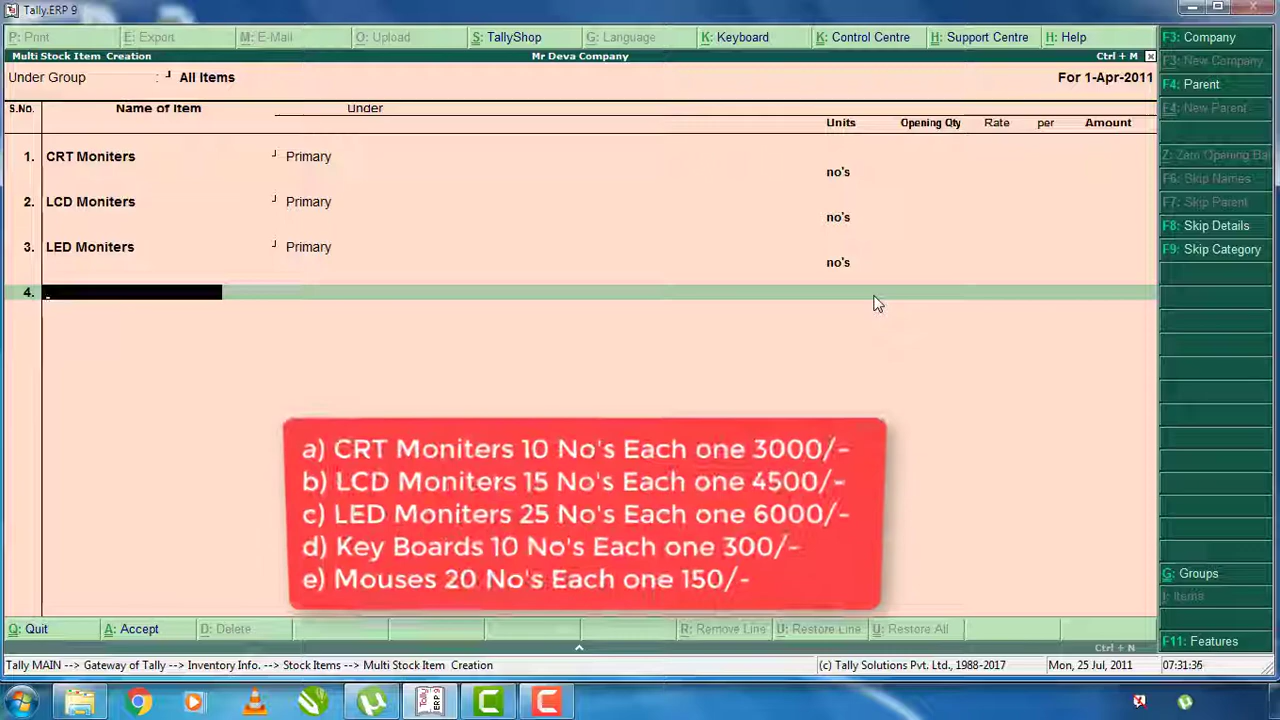 Tally.ERP 9
P: Print E: Export M: E-Mail O: Upload S: TallyShop G: Language K: Keyboard K: Control Centre H: Support Centre H: Help F3: Company
Multi Stock Item Creation Mr Deva Company Ctrl + M
F3: New Company
Under Group : All Items For 1-Apr-2011 F4: Parent
S.No. Name of Item Under F4: New Parent
Units Opening Qty Rate per Amount
1. CRT Moniters Primary Z: Zero Opening Bal
no's F6: Skip Names
2. LCD Moniters Primary F7: Skip Parent
no's F8: Skip Details
3. LED Moniters Primary F9: Skip Category
no's
4.
a) CRT Moniters 10 No's Each one 3000/-
b) LCD Moniters 15 No's Each one 4500/-
c) LED Moniters 25 No's Each one 6000/-
d) Key Boards 10 No's Each one 300/-
e) Mouses 20 No's Each one 150/-
G: Groups
I: Items
Q: Quit A: Accept D: Delete R: Remove Line U: Restore Line U: Restore All F11: Features
Ctrl + N
Tally MAIN --> Gateway of Tally --> Inventory Info. --> Stock Items --> Multi Stock Item Creation (c) Tally Solutions Pvt. Ltd., 1988-2017 Mon, 25 Jul, 2011 07:31:36